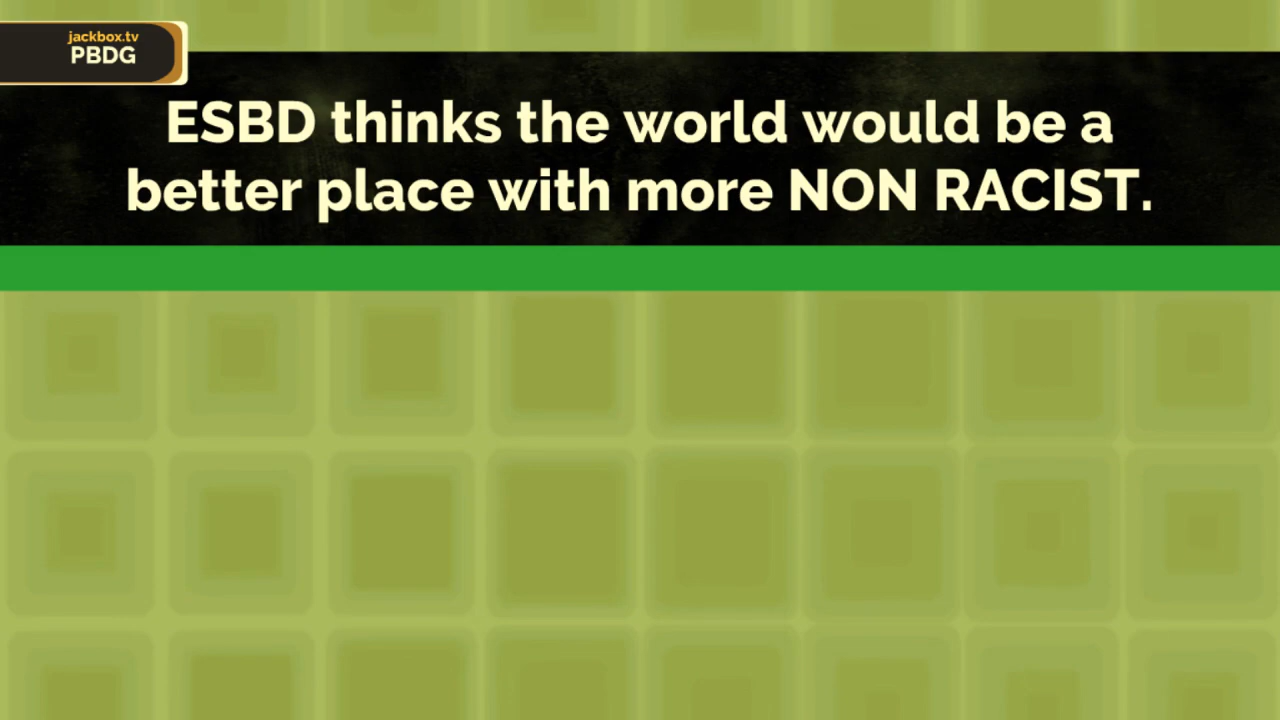 jackbox.tv
PBDG
ESBD thinks the world would be a
better place with more NON RACIST.